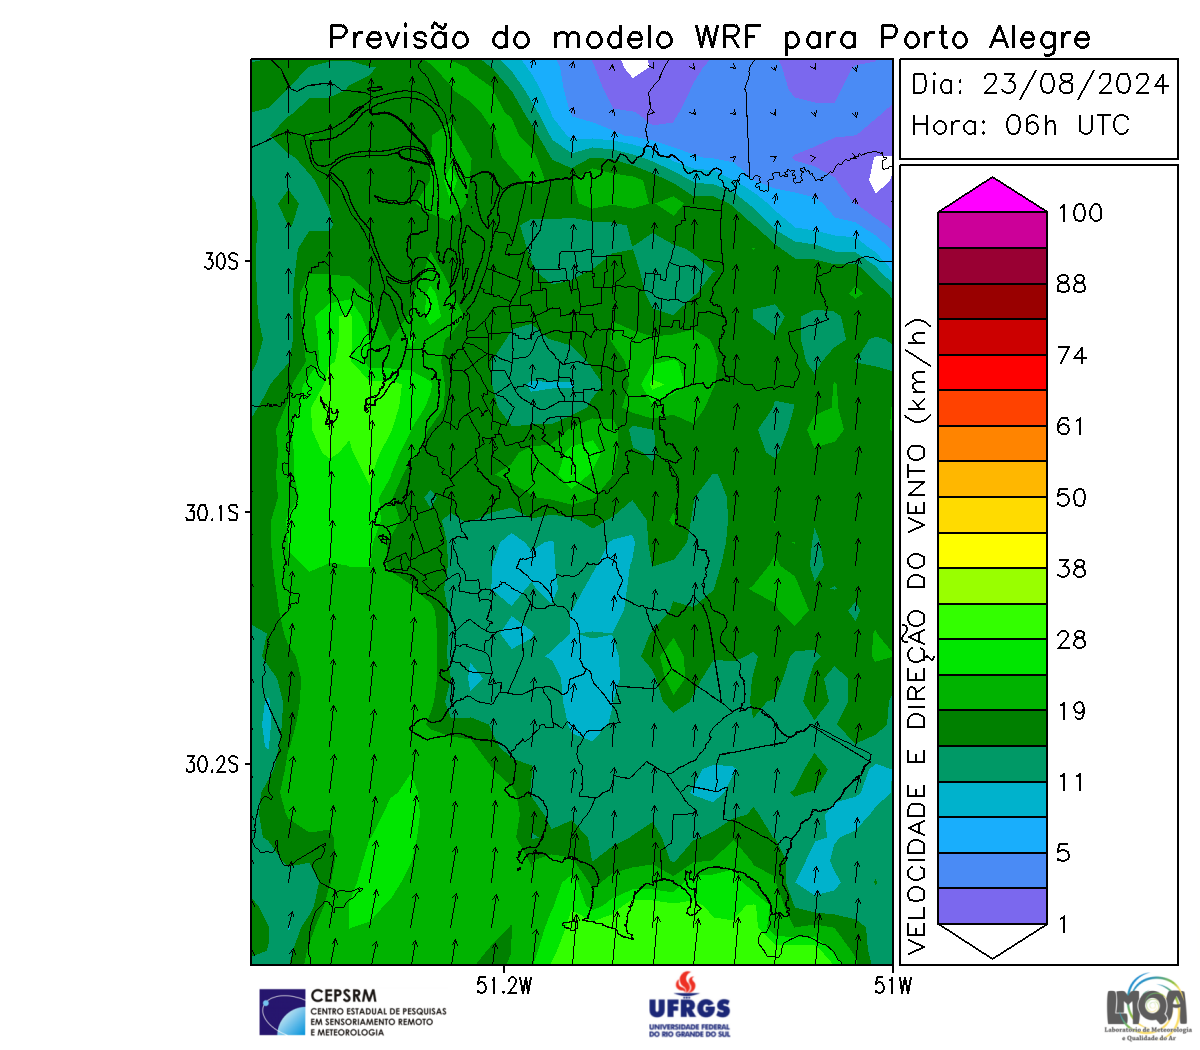 Previsão do modelo WRF para Porto Alegre
Dia: 23/08/2024
Hora: 06h UTC
100
88
74
61
50
38
28
19
11
5
1
VELOCIDADE E DIREÇÃO DO VENTO (km/h)
30S
30.1S
30.2S
51.2W
51W
CEPSRM
CENTRO ESTADUAL DE PESQUISAS
EM SENSORIAMENTO REMOTO
E METEOROLOGIA
UFRGS
UNIVERSIDADE FEDERAL
DO RIO GRANDE DO SUL
LMQA
Laboratório de Meteorologia
e Qualidade do Ar